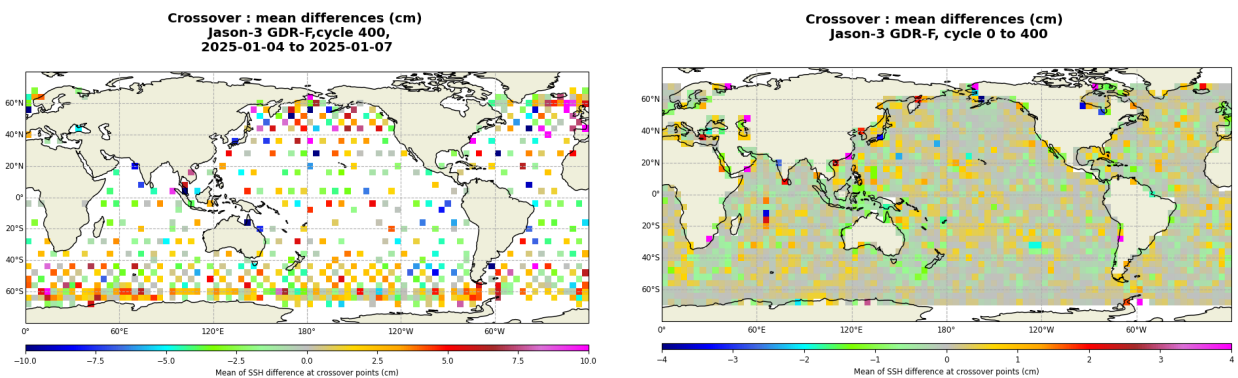 Crossover : mean differences (cm)
Jason-3 GDR-F,cycle 400,
2025-01-04 to 2025-01-07
60°N
40°N
20°N
0°
20°S
40°S
60°S
0°
60°E
120°E
180°
120°W
60°W
−10.0
−7.5
−5.0
−2.5
0.0
2.5
5.0
7.5
10.0
Mean of SSH difference at crossover points (cm)
Crossover : mean differences (cm)
Jason-3 GDR-F, cycle 0 to 400
60°N
40°N
20°N
0°
20°S
40°S
60°S
0°
60°E
120°E
180°
120°W
60°W
−4
−3
−2
−1
0
1
2
3
4
Mean of SSH difference at crossover points (cm)